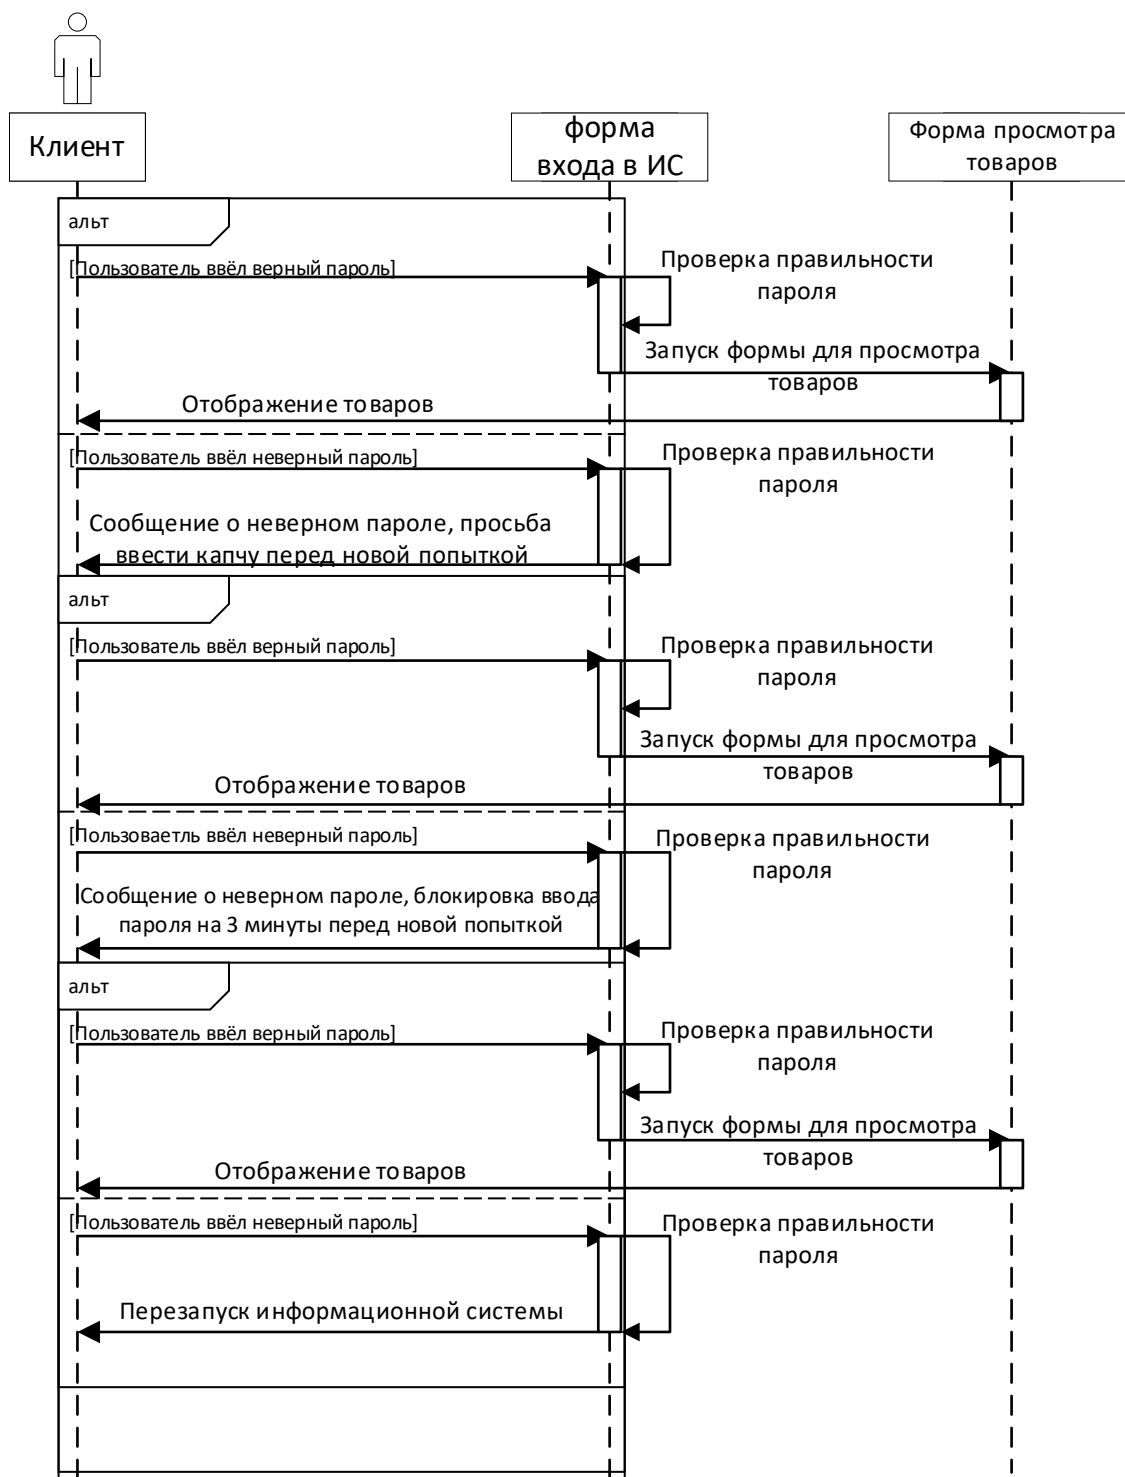 Клиент
форма
входа в ИС
Форма просмотра
товаров
альт
[Пользователь ввёл верный пароль]
Проверка правильности
пароля
Запуск формы для просмотра
товаров
Отображение товаров
[Пользователь ввёл неверный пароль]
Проверка правильности
пароля
Сообщение о неверном пароле, просьба
ввести капчу перед новой попыткой
альт
[Пользователь ввёл верный пароль]
Проверка правильности
пароля
Запуск формы для просмотра
товаров
Отображение товаров
[Пользоваетль ввёл неверный пароль]
Проверка правильности
пароля
Сообщение о неверном пароле, блокировка ввода
пароля на 3 минуты перед новой попыткой
альт
[Пользователь ввёл верный пароль]
Проверка правильности
пароля
Запуск формы для просмотра
товаров
Отображение товаров
[Пользователь ввёл неверный пароль]
Проверка правильности
пароля
Перезапуск информационной системы